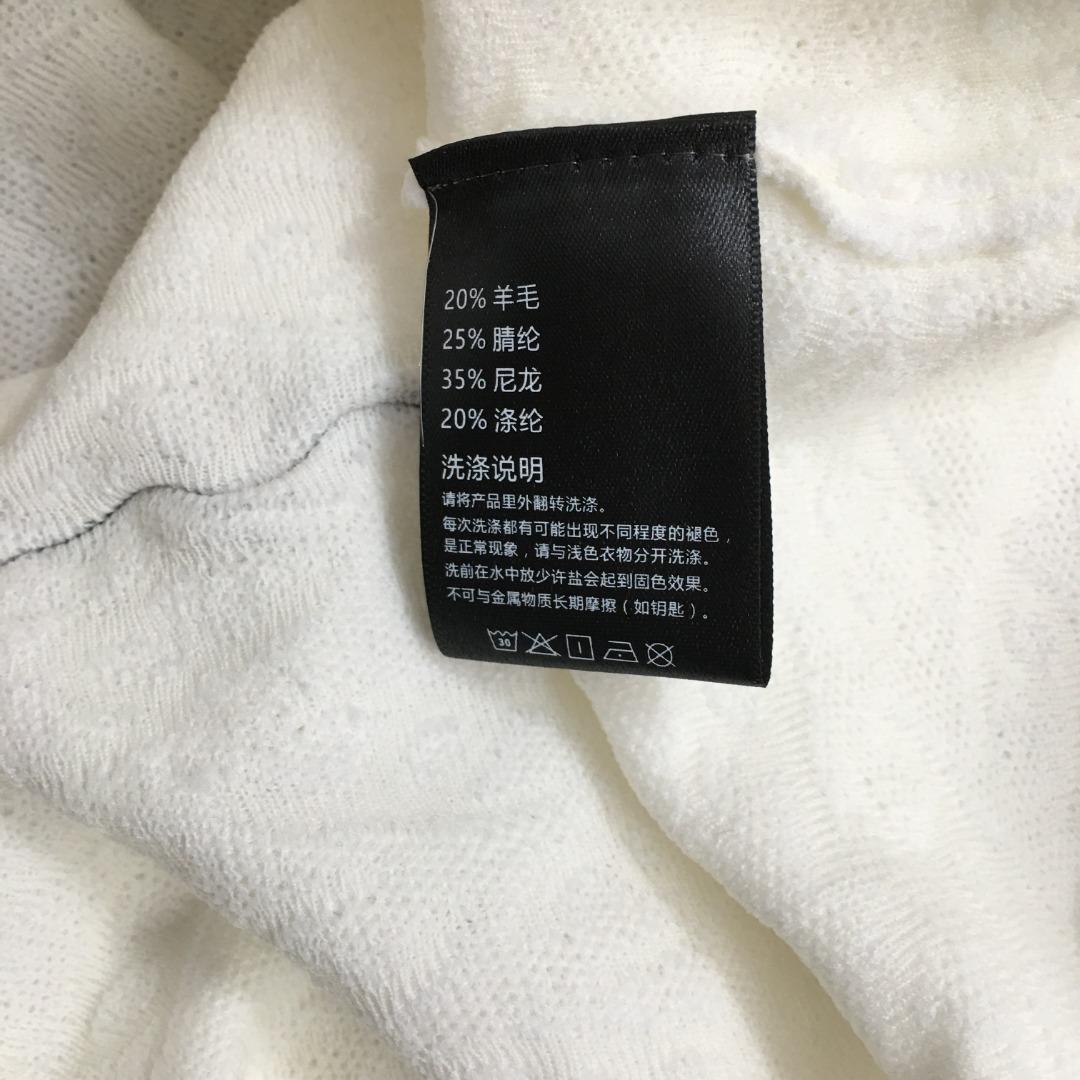 20% 羊毛
25% 腈纶
35% 尼龙
20% 涤纶
洗涤说明
请将产品里外翻转洗涤。
每次洗涤都有可能出现不同程度的褪色，
是正常现象，请与浅色衣物分开洗涤。
洗前在水中放少许盐会起到固色效果。
不可与金属物质长期摩擦（如钥匙）。
30